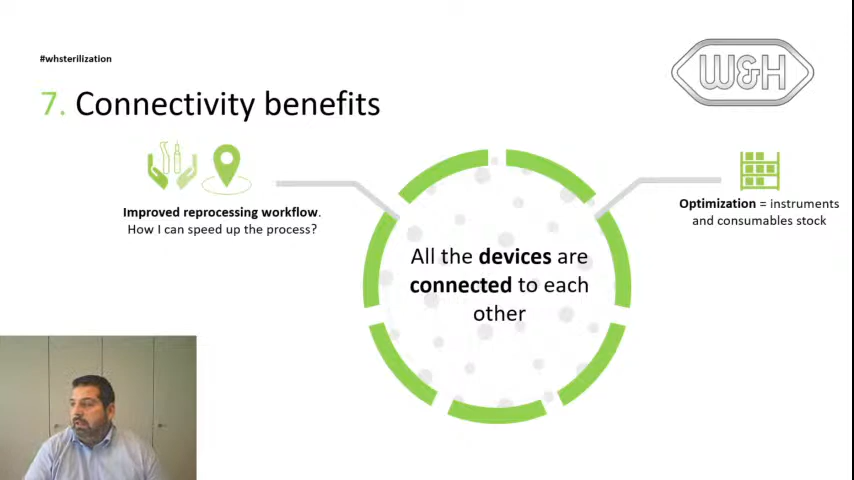 #whsterilization
W&H
7. Connectivity benefits
Improved reprocessing workflow.
How I can speed up the process?
Optimization = instruments
and consumables stock
All the devices are
connected to each
other